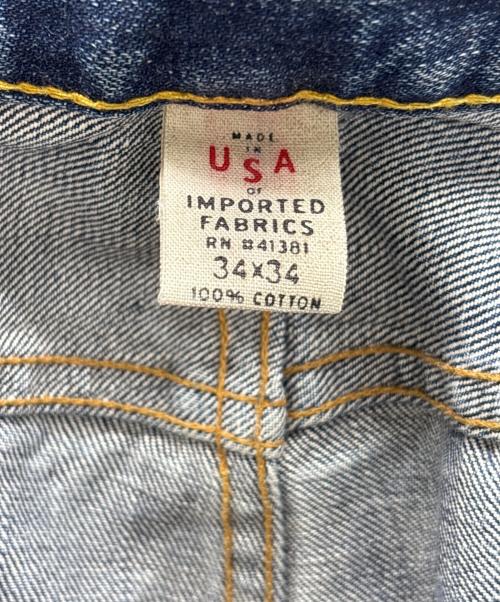 MADE
IN
USA
OF
IMPORTED
FABRICS
RN #41381
34x34
100% COTTON